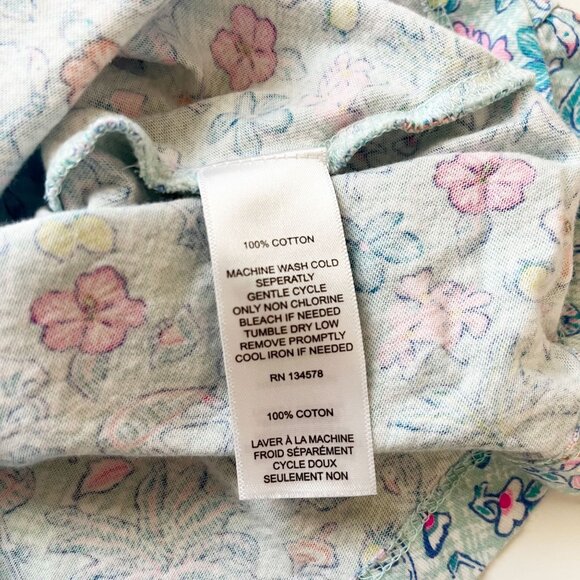 100% COTTON
MACHINE WASH COLD
SEPERATLY
GENTLE CYCLE
ONLY NON CHLORINE
BLEACH IF NEEDED
TUMBLE DRY LOW
REMOVE PROMPTLY
COOL IRON IF NEEDED
RN 134578
100% COTON
LAVER À LA MACHINE
FROID SÉPARÉMENT
CYCLE DOUX
SEULEMENT NON